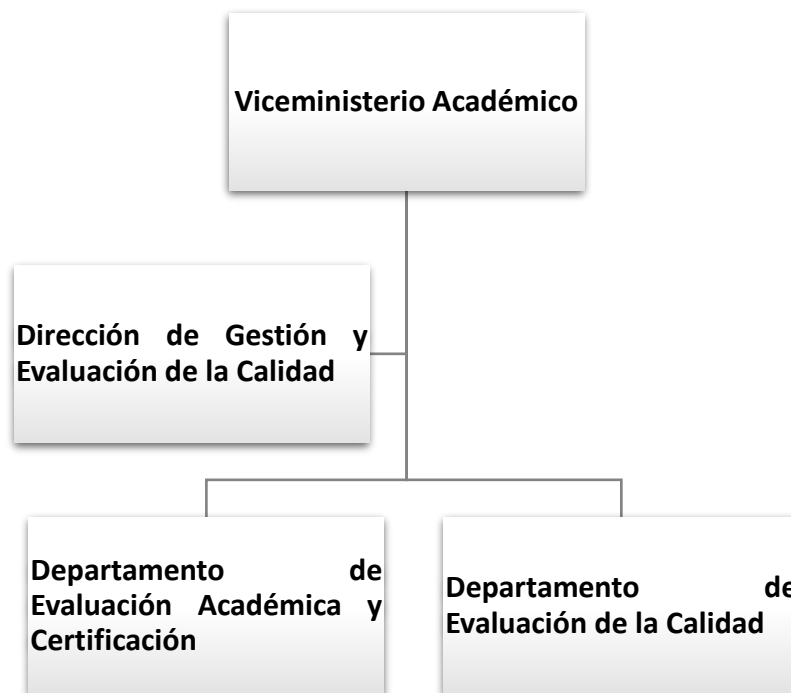 Viceministerio Académico
Dirección de Gestión y
Evaluación de la Calidad
Departamento de
Evaluación Académica y
Certificación
Departamento de
Evaluación de la Calidad